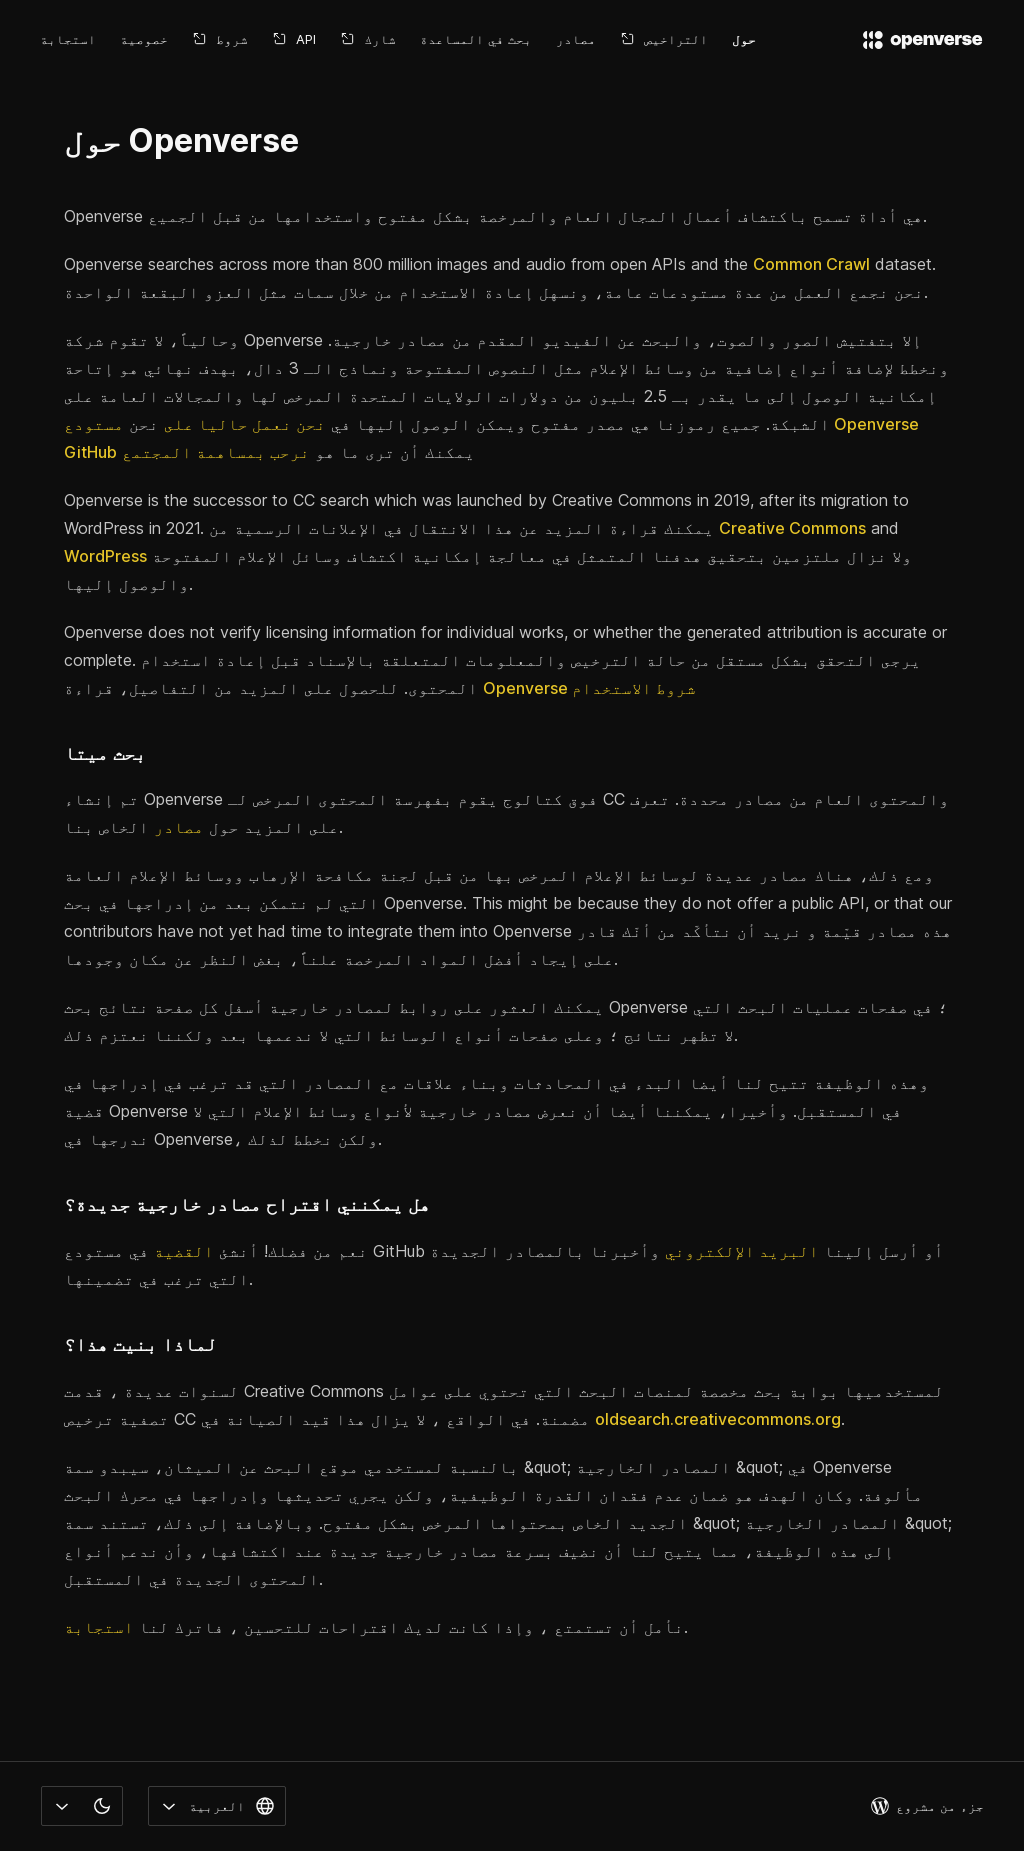 openverse
حول
التراخيص
مصادر
بحث في المساعدة
شارك
API
شروط
خصوصية
استجابة
حول Openverse
Openverse هي أداة تسمح باكتشاف أعمال المجال العام والمرخصة بشكل مفتوح واستخدامها من قبل الجميع.
Openverse searches across more than 800 million images and audio from open APIs and the Common Crawl dataset.
نحن نجمع العمل من عدة مستودعات عامة، ونسهل إعادة الاستخدام من خلال سمات مثل العزو البقعة الواحدة.
وحالياً، لا تقوم شركة Openverse إلا بتفتيش الصور والصوت، والبحث عن الفيديو المقدم من مصادر خارجية.
ونخطط لإضافة أنواع إضافية من وسائط الإعلام مثل النصوص المفتوحة ونماذج الـ 3 دال، بهدف نهائي هو إتاحة
إمكانية الوصول إلى ما يقدر بـ 2.5 بليون من دولارات الولايات المتحدة المرخص لها والمجالات العامة على
الشبكة. جميع رموزنا هي مصدر مفتوح ويمكن الوصول إليها في نحن نعمل حاليا على نحن مستودع Openverse
GitHub يمكنك أن ترى ما هو نرحب بمساهمة المجتمع
Openverse is the successor to CC search which was launched by Creative Commons in 2019, after its migration to
WordPress in 2021. يمكنك قراءة المزيد عن هذا الانتقال في الإعلانات الرسمية من Creative Commons and
WordPress ولا نزال ملتزمين بتحقيق هدفنا المتمثل في معالجة إمكانية اكتشاف وسائل الإعلام المفتوحة
والوصول إليها.
Openverse does not verify licensing information for individual works, or whether the generated attribution is accurate or
complete. يرجى التحقق بشكل مستقل من حالة الترخيص والمعلومات المتعلقة بالإسناد قبل إعادة استخدام
المحتوى. للحصول على المزيد من التفاصيل، قراءة Openverse شروط الاستخدام
بحث ميتا
تم إنشاء Openverse فوق كتالوج يقوم بفهرسة المحتوى المرخص لـ CC والمحتوى العام من مصادر محددة. تعرف
على المزيد حول مصادر الخاص بنا.
ومع ذلك، هناك مصادر عديدة لوسائط الإعلام المرخص بها من قبل لجنة مكافحة الإرهاب ووسائط الإعلام العامة
التي لم نتمكن بعد من إدراجها في بحث Openverse. This might be because they do not offer a public API, or that our
contributors have not yet had time to integrate them into Openverse هذه مصادر قيّمة و نريد أن نتأكّد من أنّك قادر
على إيجاد أفضل المواد المرخصة علناً، بغض النظر عن مكان وجودها.
يمكنك العثور على روابط لمصادر خارجية أسفل كل صفحة نتائج بحث Openverse ؛ في صفحات عمليات البحث التي
لا تظهر نتائج ؛ وعلى صفحات أنواع الوسائط التي لا ندعمها بعد ولكننا نعتزم ذلك.
وهذه الوظيفة تتيح لنا أيضا البدء في المحادثات وبناء علاقات مع المصادر التي قد ترغب في إدراجها في
قضية Openverse في المستقبل. وأخيرا، يمكننا أيضا أن نعرض مصادر خارجية لأنواع وسائط الإعلام التي لا
ندرجها في Openverse، ولكن نخطط لذلك.
هل يمكنني اقتراح مصادر خارجية جديدة؟
نعم من فضلك! أنشئ القضية في مستودع GitHub أو أرسل إلينا البريد الإلكتروني وأخبرنا بالمصادر الجديدة
التي ترغب في تضمينها.
لماذا بنيت هذا؟
لسنوات عديدة ، قدمت Creative Commons لمستخدميها بوابة بحث مخصصة لمنصات البحث التي تحتوي على عوامل
تصفية ترخيص CC مضمنة. في الواقع ، لا يزال هذا قيد الصيانة في oldsearch.creativecommons.org.
بالنسبة لمستخدمي موقع البحث عن الميثان، سيبدو سمة &quot; المصادر الخارجية &quot; في Openverse
مألوفة. وكان الهدف هو ضمان عدم فقدان القدرة الوظيفية، ولكن يجري تحديثها وإدراجها في محرك البحث
الجديد الخاص بمحتواها المرخص بشكل مفتوح. وبالإضافة إلى ذلك، تستند سمة &quot; المصادر الخارجية &quot;
إلى هذه الوظيفة، مما يتيح لنا أن نضيف بسرعة مصادر خارجية جديدة عند اكتشافها، وأن ندعم أنواع
المحتوى الجديدة في المستقبل.
نأمل أن تستمتع ، وإذا كانت لديك اقتراحات للتحسين ، فاترك لنا استجابة.
جزء من مشروع
العربية